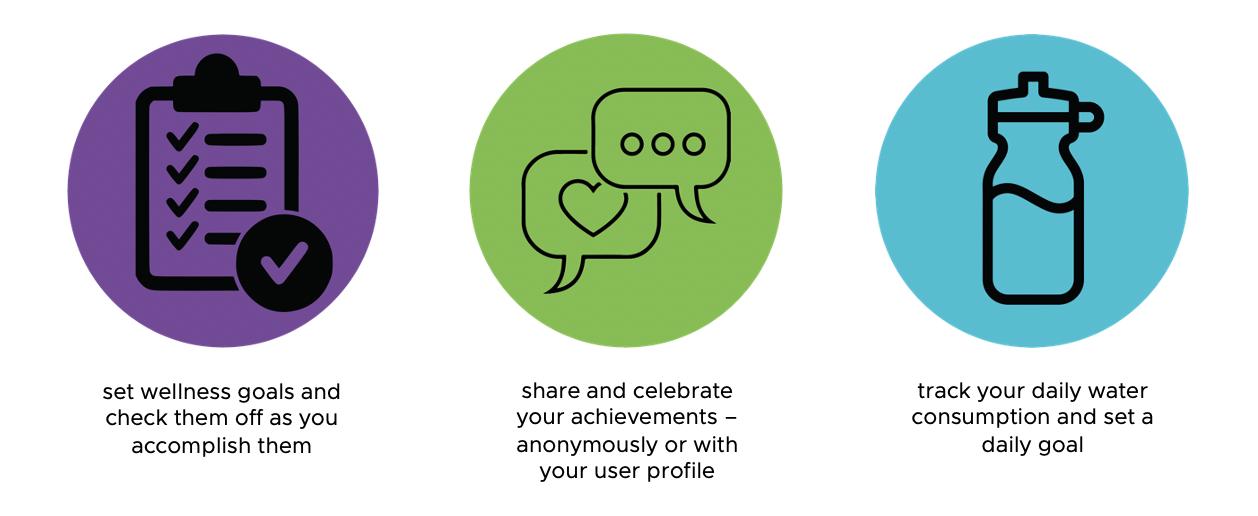 set wellness goals and
check them off as you
accomplish them
share and celebrate
your achievements –
anonymously or with
your user profile
track your daily water
consumption and set a
daily goal